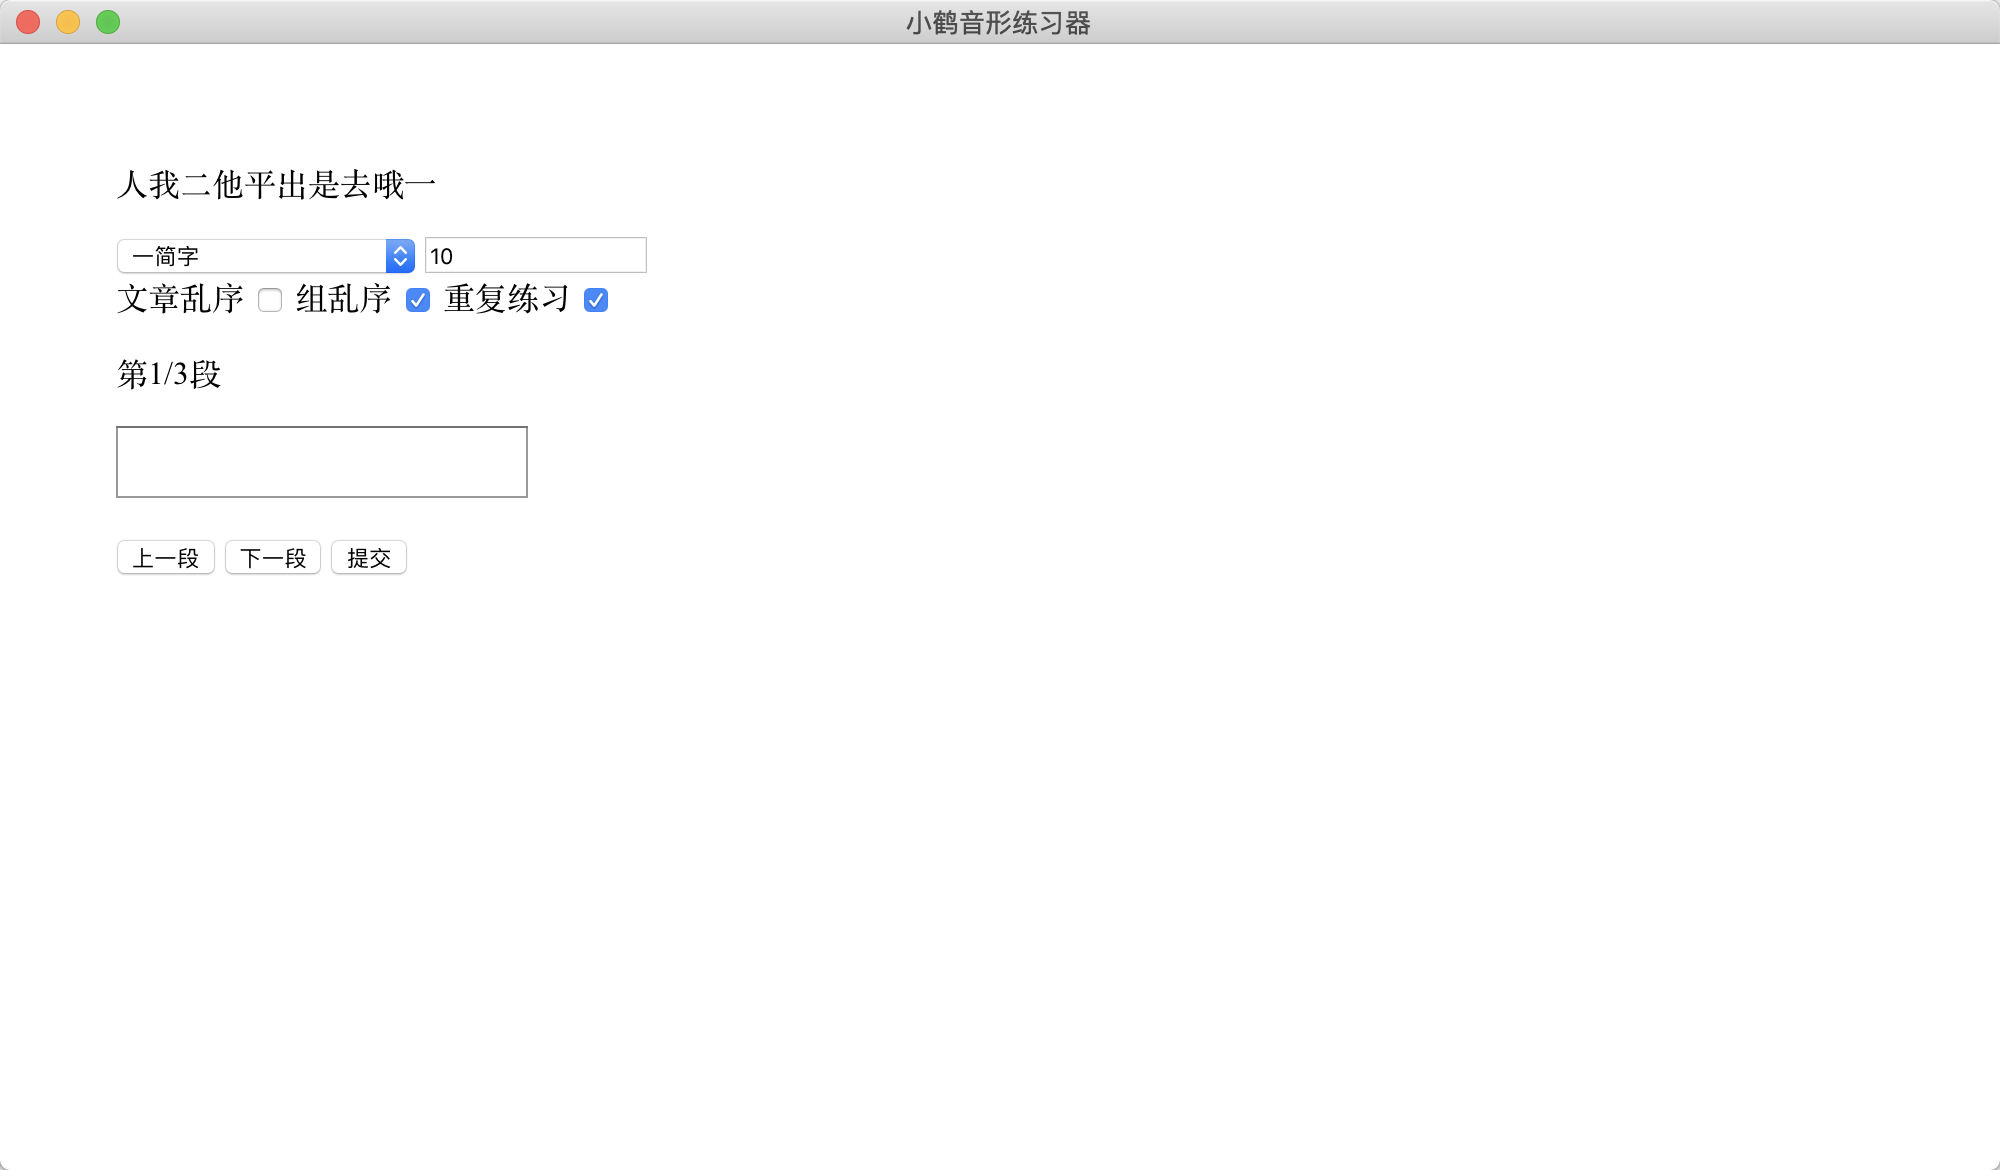 小鹤音形练习器
人我二他平出是去哦一
一简字 10
文章乱序 组乱序 重复练习
第1/3段
上一段 下一段 提交